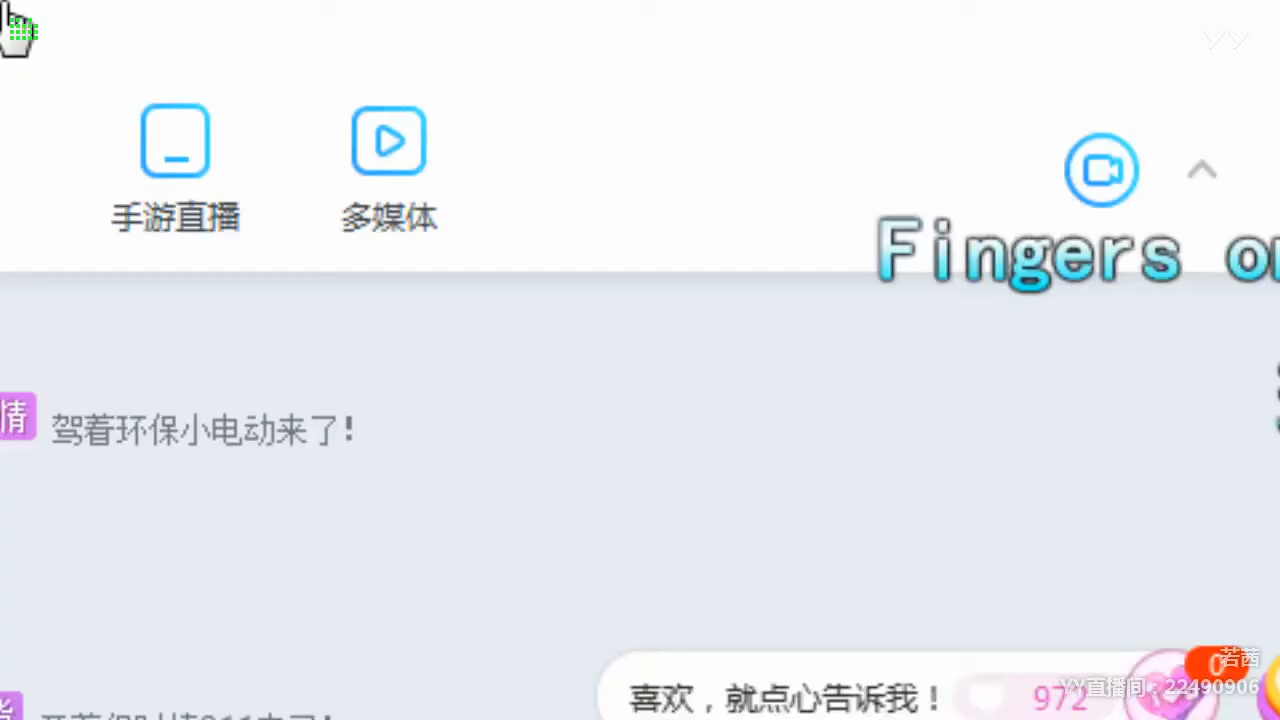 YY
手游直播
多媒体
Fingers
情
驾着环保小电动来了!
喜欢，就点心告诉我！
972
0
若茜
YY直播间：22490906